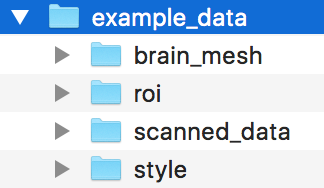 example_data
brain_mesh
roi
scanned_data
style